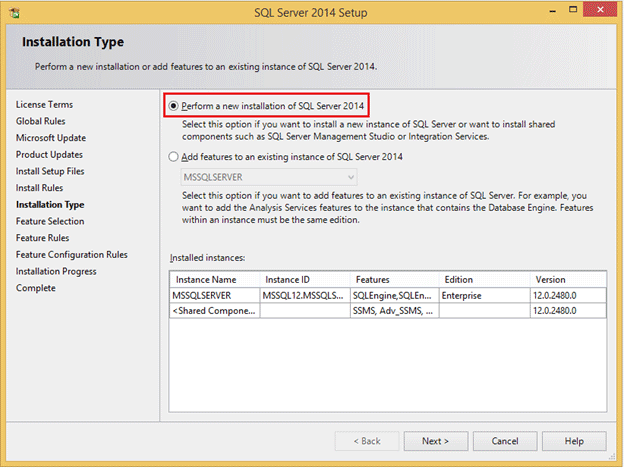 SQL Server 2014 Setup
Installation Type
Perform a new installation or add features to an existing instance of SQL Server 2014.
License Terms
Global Rules
Microsoft Update
Product Updates
Install Setup Files
Install Rules
Installation Type
Feature Selection
Feature Rules
Feature Configuration Rules
Installation Progress
Complete
Perform a new installation of SQL Server 2014
Select this option if you want to install a new instance of SQL Server or want to install shared
components such as SQL Server Management Studio or Integration Services.
Add features to an existing instance of SQL Server 2014
MSSQLSERVER
Select this option if you want to add features to an existing instance of SQL Server. For example, you
want to add the Analysis Services features to the instance that contains the Database Engine. Features
within an instance must be the same edition.
Installed instances:
Instance Name Instance ID Features Edition Version
MSSQLSERVER MSSQL12.MSSQLS... SQLEngine,SQLEn... Enterprise 12.0.2480.0
<Shared Compone... SSMS, Adv_SSMS, ... 12.0.2480.0
< Back Next > Cancel Help